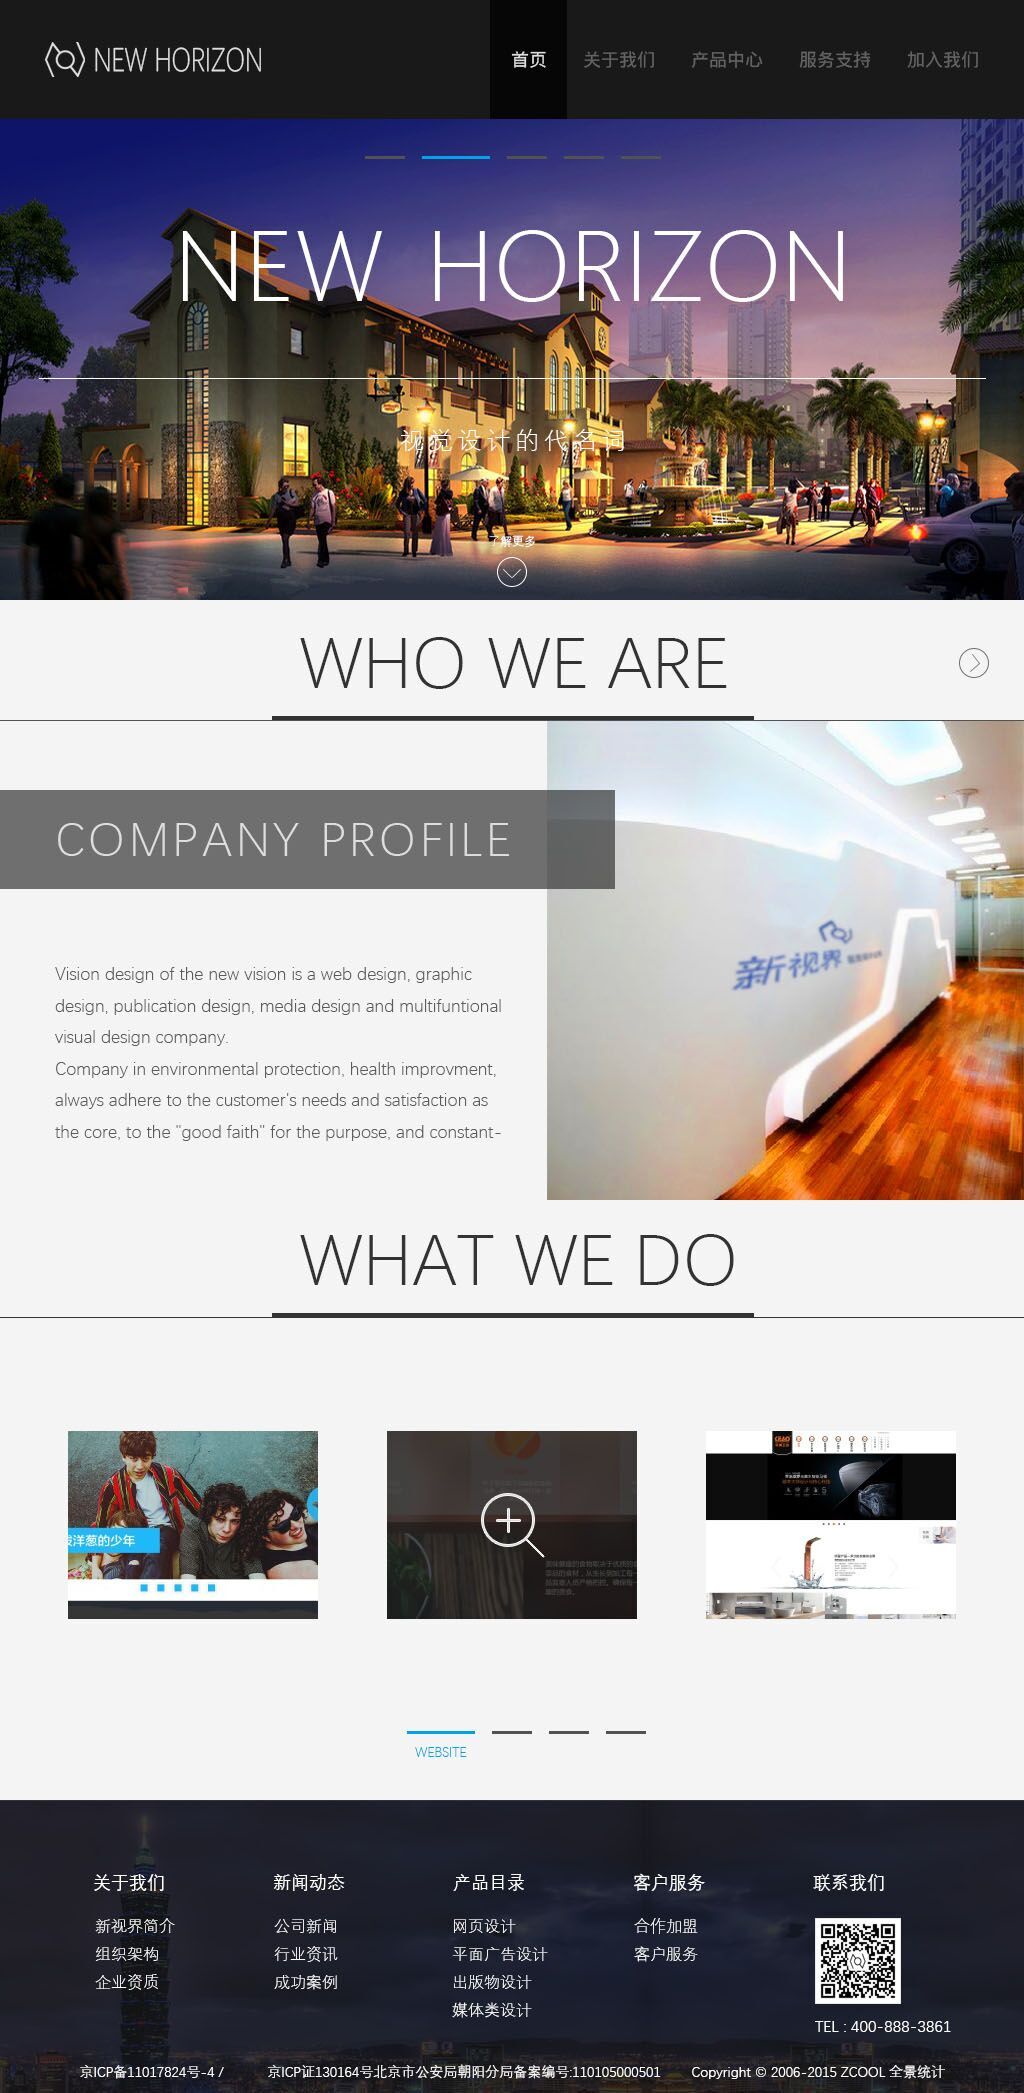 NEW HORIZON
首页 关于我们 产品中心 服务支持 加入我们
NEW HORIZON
视觉设计的代名词
了解更多
WHO WE ARE
COMPANY PROFILE
新视界
Vision design of the new vision is a web design, graphic
design, publication design, media design and multifuntional
visual design company.
Company in environmental protection, health improvment,
always adhere to the customer's needs and satisfaction as
the core, to the "good faith" for the purpose, and constant-
WHAT WE DO
洋葱的少年
WEBSITE
关于我们 新闻动态 产品目录 客户服务 联系我们
新视界简介 公司新闻 网页设计 合作加盟
组织架构 行业资讯 平面广告设计 客户服务
企业资质 成功案例 出版物设计
媒体类设计
TEL : 400-888-3861
京ICP备11017824号-4 / 京ICP证130164号北京市公安局朝阳分局备案编号:110105000501 Copyright © 2006-2015 ZCOOL 全景统计